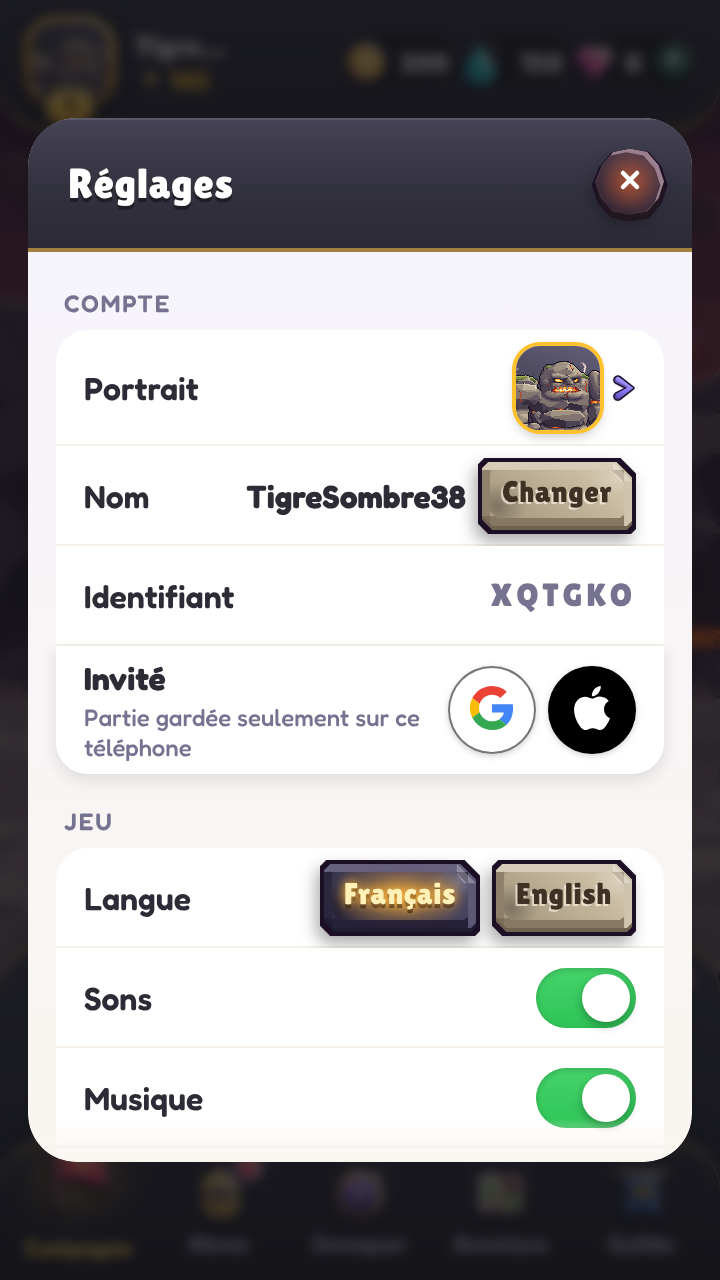 Réglages
COMPTE
Portrait
Nom TigreSombre38 Changer
Identifiant XQTGKO
Invité
Partie gardée seulement sur ce
téléphone
JEU
Langue Français English
Sons
Musique